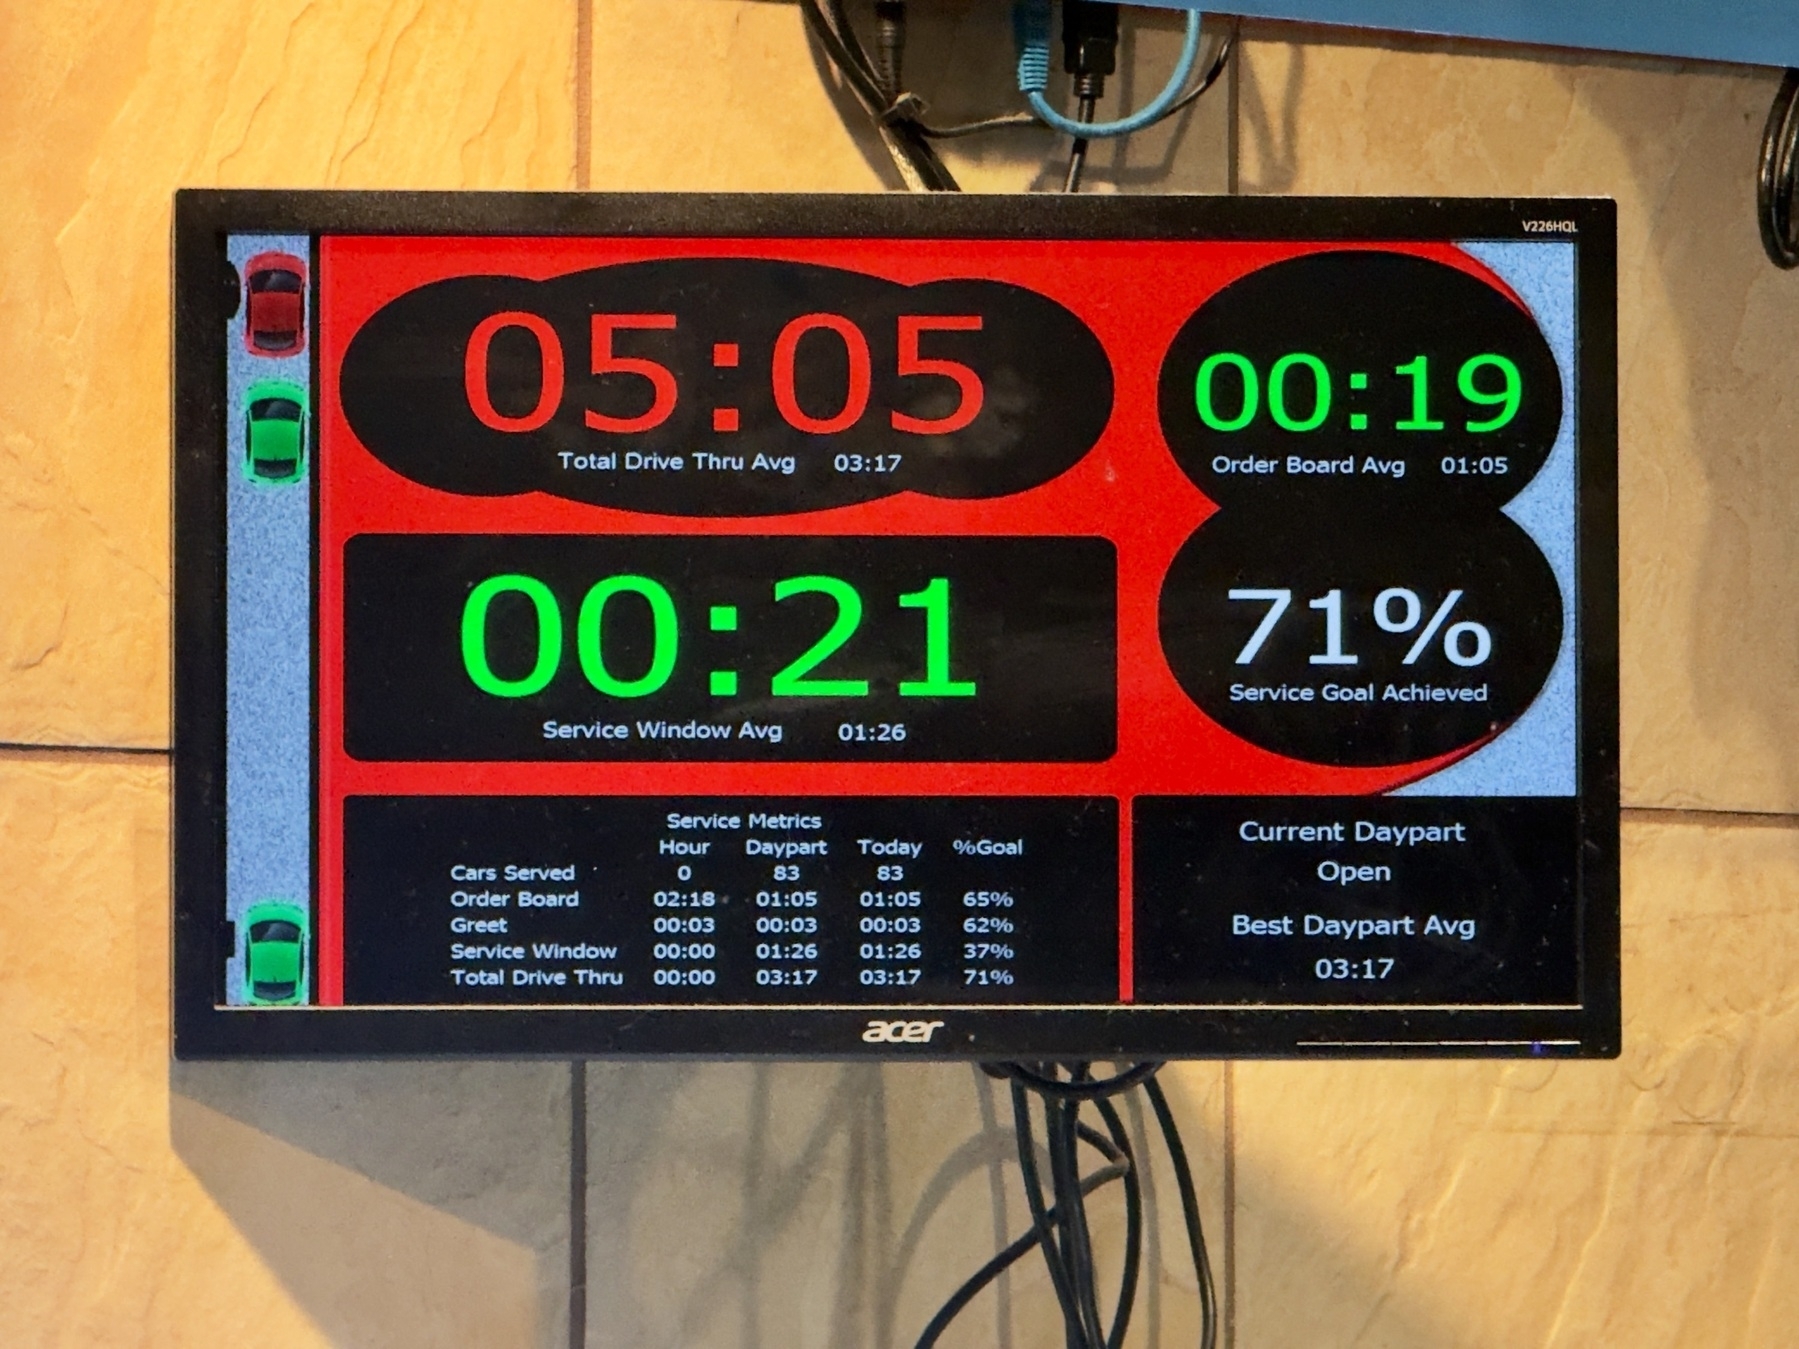 V226HQL
05:05
Total Drive Thru Avg 03:17
00:19
Order Board Avg 01:05
00:21
Service Window Avg 01:26
71%
Service Goal Achieved
Service Metrics
Hour Daypart Today %Goal
Cars Served 0 83 83
Order Board 02:18 01:05 01:05 65%
Greet 00:03 00:03 00:03 62%
Service Window 00:00 01:26 01:26 37%
Total Drive Thru 00:00 03:17 03:17 71%
Current Daypart
Open
Best Daypart Avg
03:17
acer